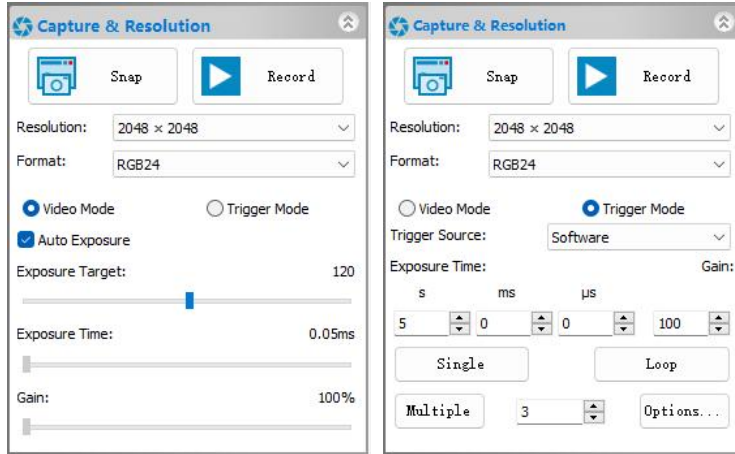 Capture & Resolution
Snap Record
Resolution: 2048 × 2048
Format: RGB24
Video Mode Trigger Mode
Auto Exposure
Exposure Target: 120
Exposure Time: 0.05ms
Gain: 100%
Capture & Resolution
Snap Record
Resolution: 2048 × 2048
Format: RGB24
Video Mode Trigger Mode
Trigger Source: Software
Exposure Time: Gain:
s ms µs
5 0 0 100
Single Loop
Multiple 3 Options...